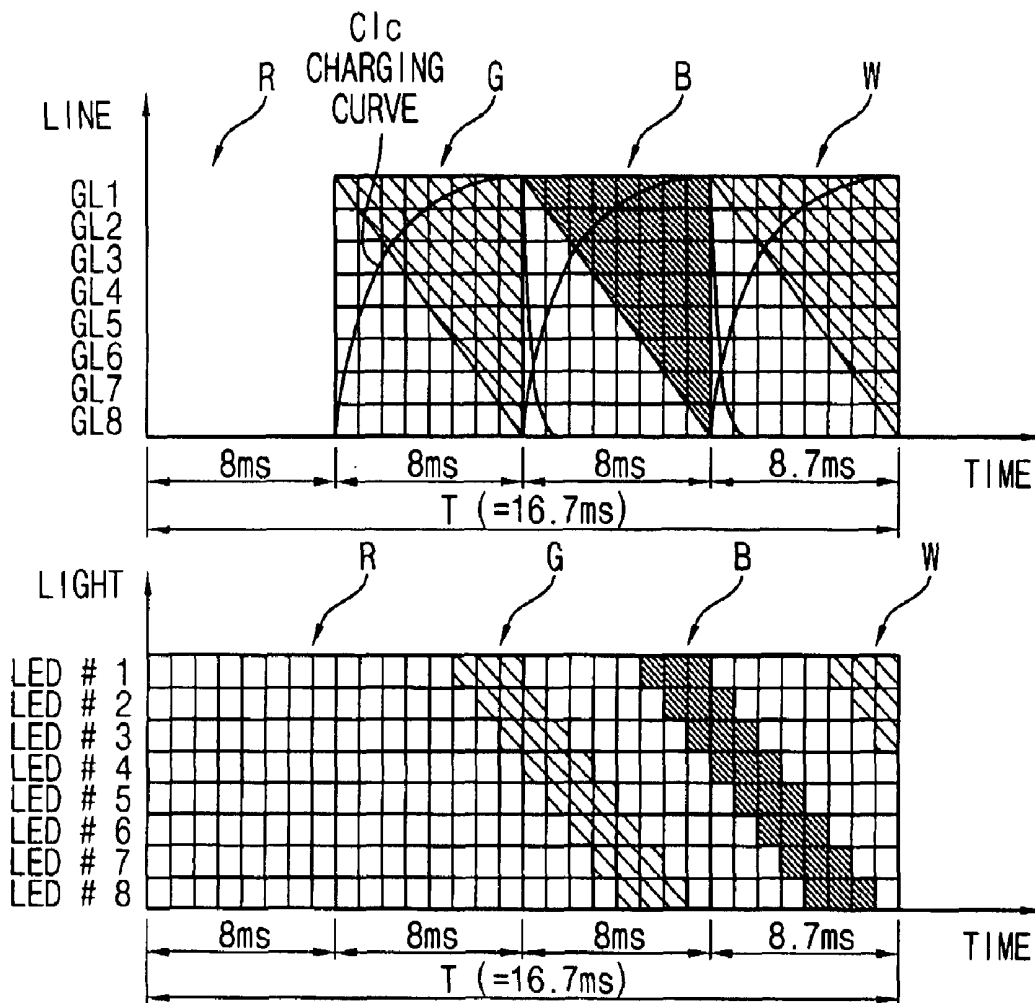 Clc
CHARGING
CURVE
R
G
B
W
LINE
GL1
GL2
GL3
GL4
GL5
GL6
GL7
GL8
8ms
8ms
8ms
8.7ms
TIME
T (=16.7ms)
R
G
B
W
LIGHT
LED # 1
LED # 2
LED # 3
LED # 4
LED # 5
LED # 6
LED # 7
LED # 8
8ms
8ms
8ms
8.7ms
TIME
T (=16.7ms)